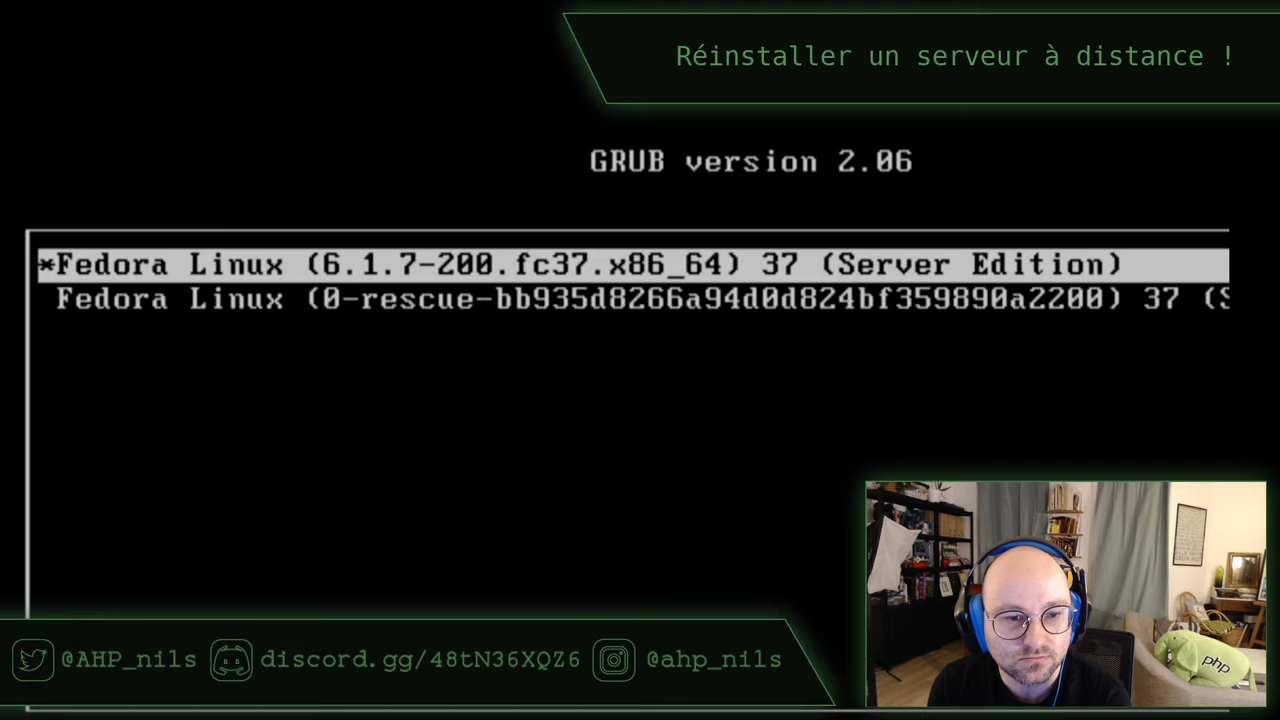 Réinstaller un serveur à distance !
GRUB version 2.06
*Fedora Linux (6.1.7-200.fc37.x86_64) 37 (Server Edition)
Fedora Linux (0-rescue-bb935d8266a94d0d824bf359890a2200) 37 (S
@AHP_nils discord.gg/48tN36XQZ6 @ahp_nils
php